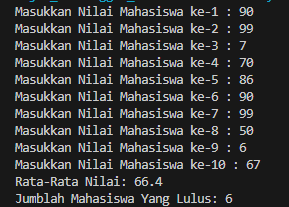 Masukkan Nilai Mahasiswa ke-1 : 90
Masukkan Nilai Mahasiswa ke-2 : 99
Masukkan Nilai Mahasiswa ke-3 : 7
Masukkan Nilai Mahasiswa ke-4 : 70
Masukkan Nilai Mahasiswa ke-5 : 86
Masukkan Nilai Mahasiswa ke-6 : 90
Masukkan Nilai Mahasiswa ke-7 : 99
Masukkan Nilai Mahasiswa ke-8 : 50
Masukkan Nilai Mahasiswa ke-9 : 6
Masukkan Nilai Mahasiswa ke-10 : 67
Rata-Rata Nilai: 66.4
Jumlah Mahasiswa Yang Lulus: 6